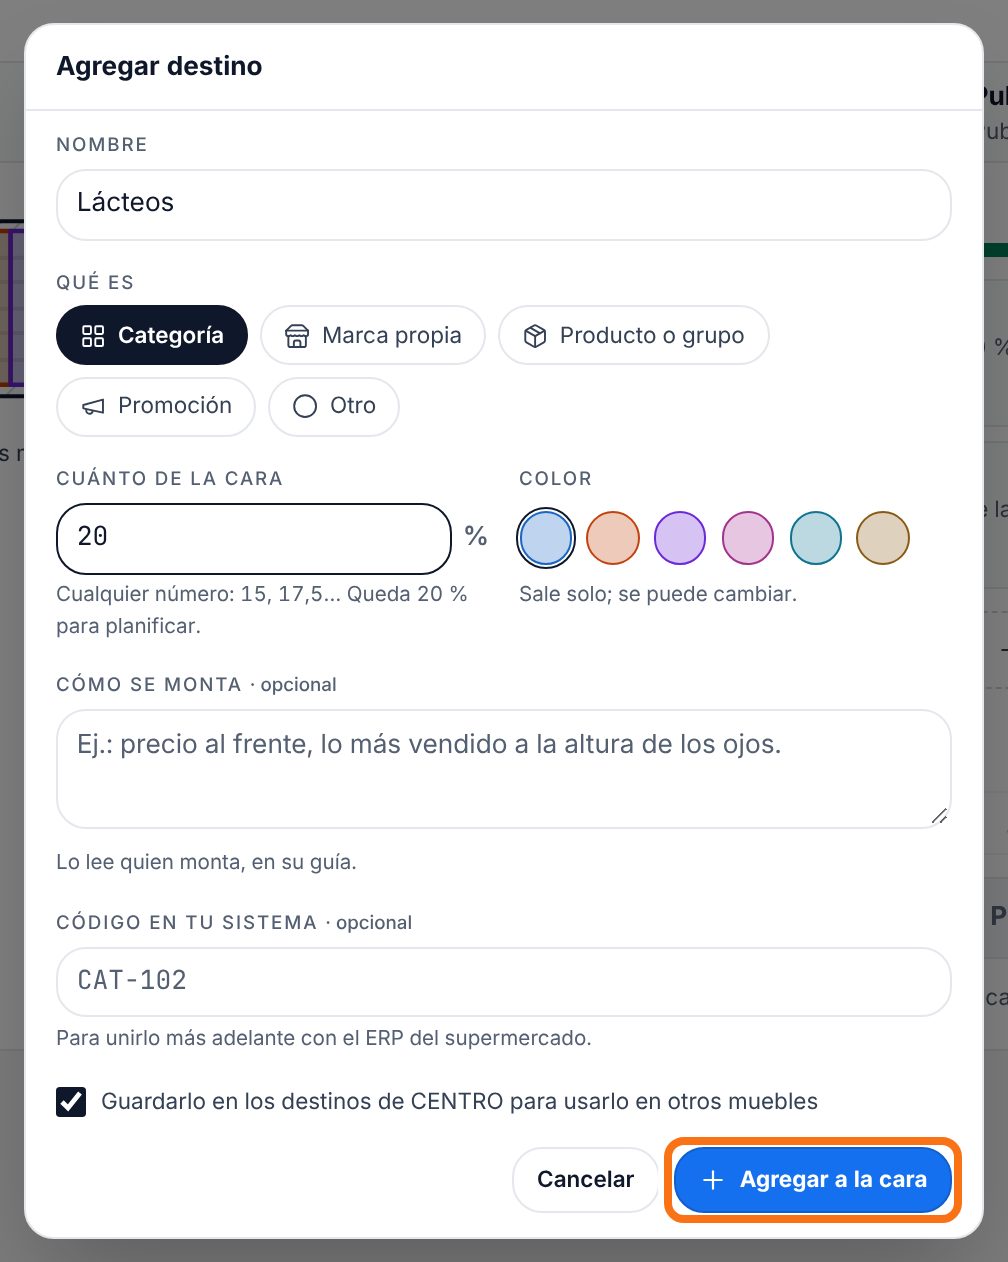 Agregar destino
NOMBRE
Lácteos
QUÉ ES
Categoría
Marca propia
Producto o grupo
Promoción
Otro
CUÁNTO DE LA CARA
20
%
Cualquier número: 15, 17,5... Queda 20 %
para planificar.
COLOR
Sale solo; se puede cambiar.
CÓMO SE MONTA · opcional
Ej.: precio al frente, lo más vendido a la altura de los ojos.
Lo lee quien monta, en su guía.
CÓDIGO EN TU SISTEMA · opcional
CAT-102
Para unirlo más adelante con el ERP del supermercado.
Guardarlo en los destinos de CENTRO para usarlo en otros muebles
Cancelar
+ Agregar a la cara